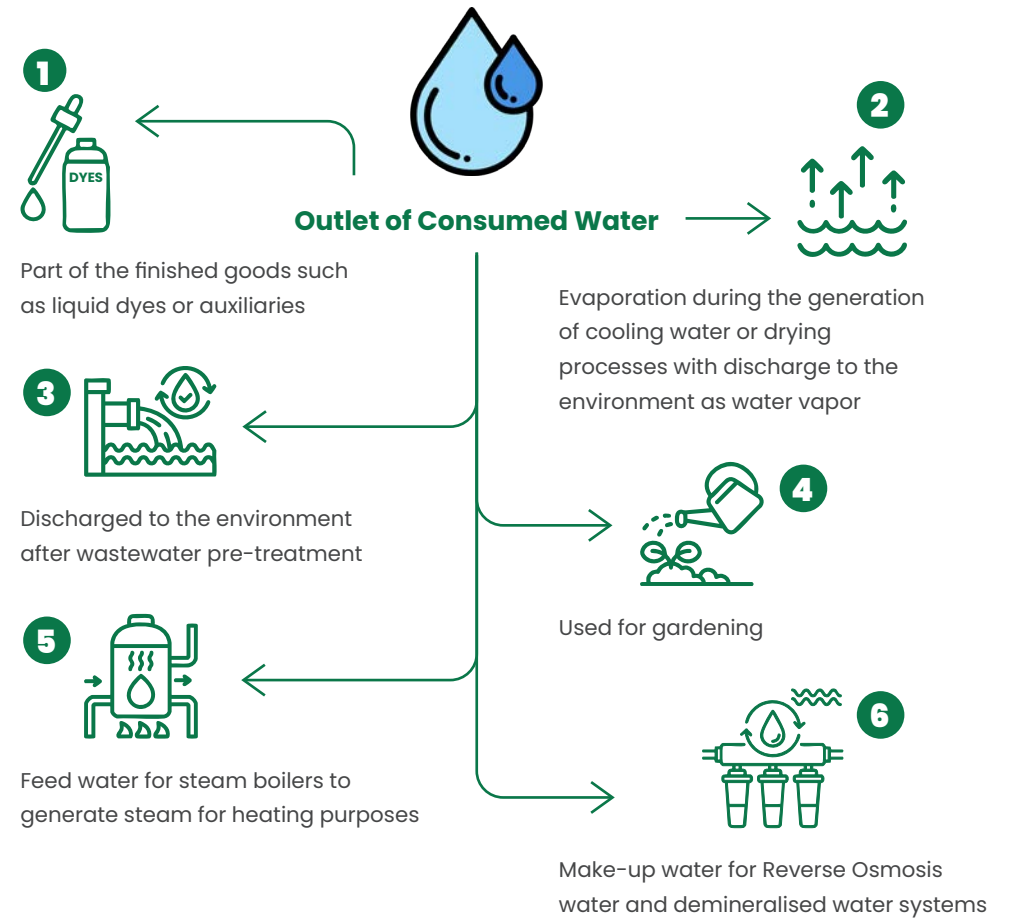 1
DYES
Part of the finished goods such
as liquid dyes or auxiliaries
Outlet of Consumed Water
2
Evaporation during the generation
of cooling water or drying
processes with discharge to the
environment as water vapor
3
Discharged to the environment
after wastewater pre-treatment
4
Used for gardening
5
Feed water for steam boilers to
generate steam for heating purposes
6
Make-up water for Reverse Osmosis
water and demineralised water systems